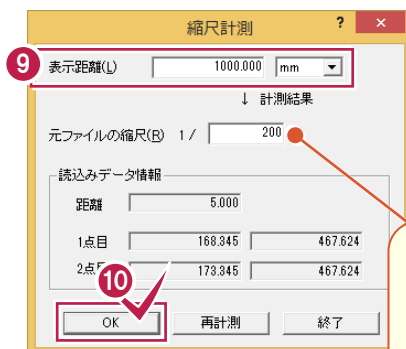 縮尺計測 ? ×
9 表示距離(L) 1000.000 mm
↓ 計測結果
元ファイルの縮尺(R) 1 / 200
読込みデータ情報
距離 5.000
1点目 168.345 467.624
2点目 173.345 467.624
10
OK 再計測 終了